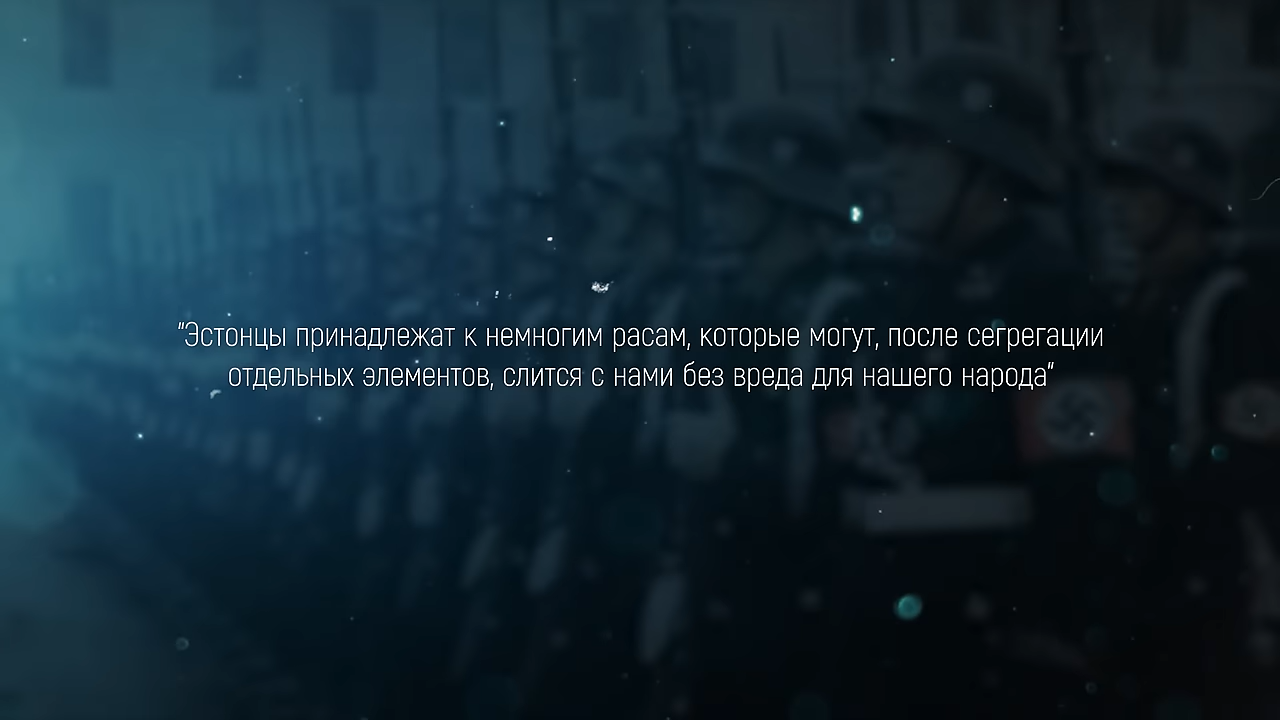 "Эстонцы принадлежат к немногим расам, которые могут, после сегрегации
отдельных элементов, слится с нами без вреда для нашего народа"